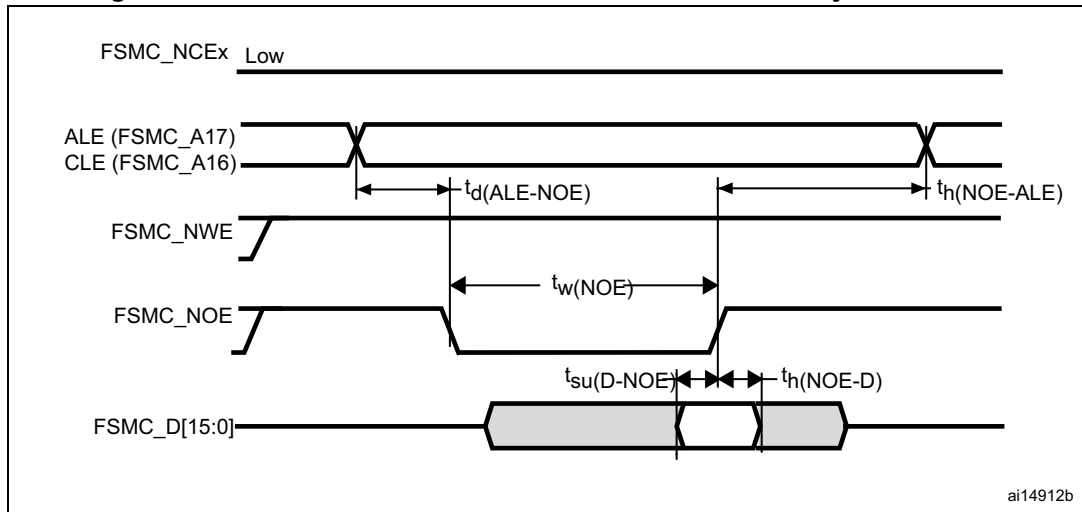 FSMC_NCEx Low
ALE (FSMC_A17)
CLE (FSMC_A16)
td(ALE-NOE)
th(NOE-ALE)
FSMC_NWE
tw(NOE)
FSMC_NOE
tsu(D-NOE)
th(NOE-D)
FSMC_D[15:0]
ai14912b